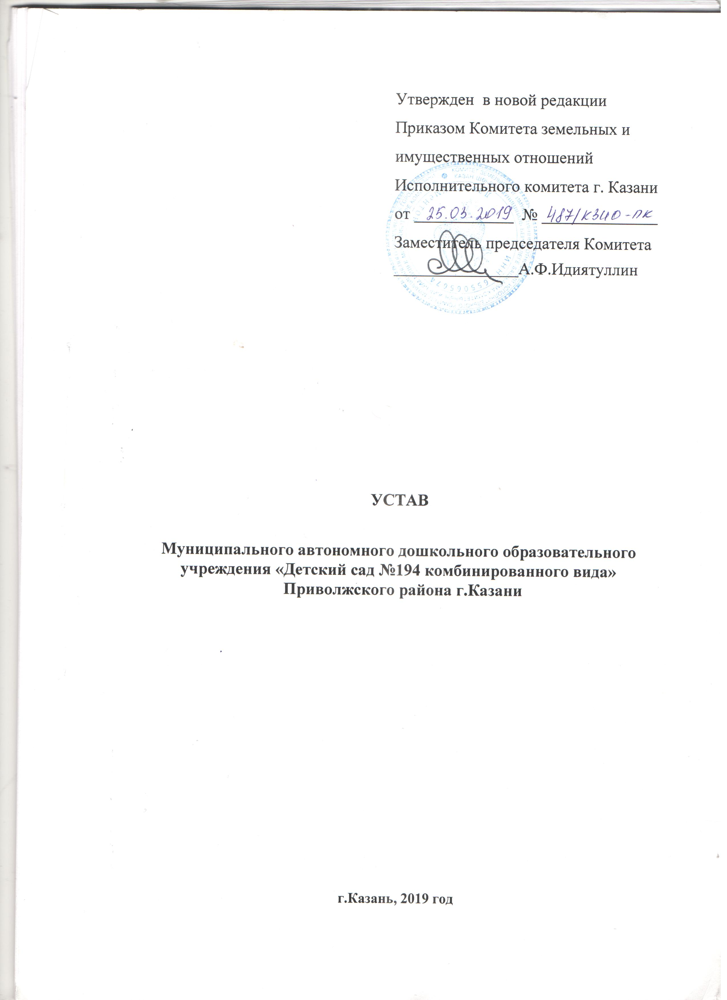 Утвержден в новой редакции
Приказом Комитета земельных и
имущественных отношений
Исполнительного комитета г. Казани
от 25.03.2019 № 487/КЗИО-ПК
Заместитель председателя Комитета
А.Ф.Идиятуллин
УСТАВ
Муниципального автономного дошкольного образовательного
учреждения «Детский сад №194 комбинированного вида»
Приволжского района г.Казани
г.Казань, 2019 год